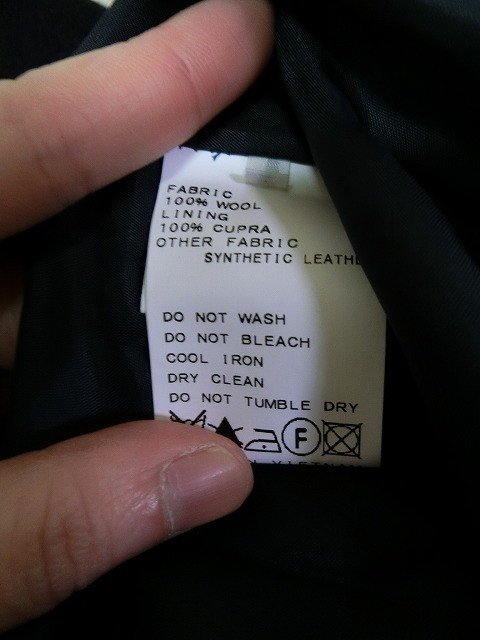 FABRIC
100% WOOL
LINING
100% CUPRA
OTHER FABRIC
SYNTHETIC LEATHE
DO NOT WASH
DO NOT BLEACH
COOL IRON
DRY CLEAN
DO NOT TUMBLE DRY
F